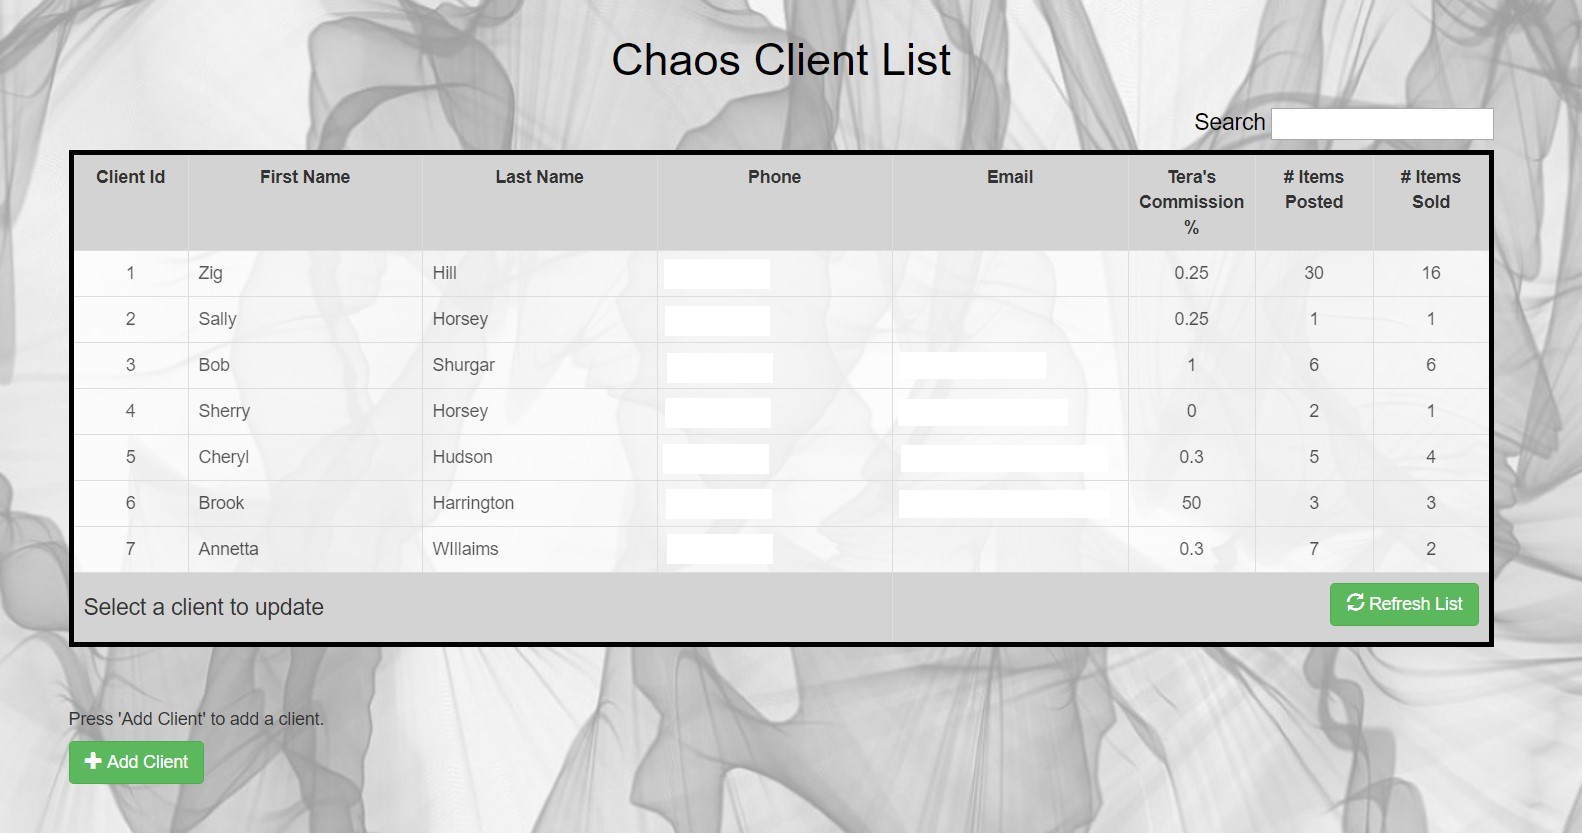 Chaos Client List
Search
Client Id First Name Last Name Phone Email Tera's Commission % # Items Posted # Items Sold
1 Zig Hill 0.25 30 16
2 Sally Horsey 0.25 1 1
3 Bob Shurgar 1 6 6
4 Sherry Horsey 0 2 1
5 Cheryl Hudson 0.3 5 4
6 Brook Harrington 50 3 3
7 Annetta WIllaims 0.3 7 2
Select a client to update Refresh List
Press 'Add Client' to add a client.
Add Client